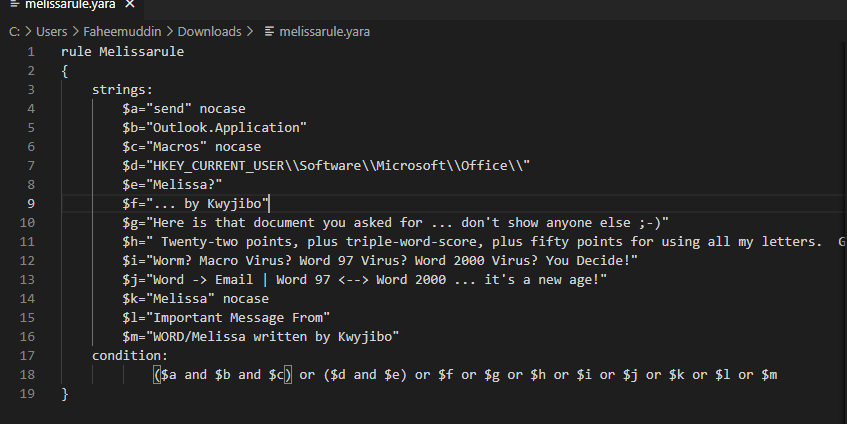 melissarule.yara ×
C: > Users > Faheemuddin > Downloads > melissarule.yara
1 rule Melissarule
2 {
3 strings:
4 $a="send" nocase
5 $b="Outlook.Application"
6 $c="Macros" nocase
7 $d="HKEY_CURRENT_USER\\Software\\Microsoft\\Office\\"
8 $e="Melissa?"
9 $f="... by Kwyjibo"
10 $g="Here is that document you asked for ... don't show anyone else ;-)"
11 $h=" Twenty-two points, plus triple-word-score, plus fifty points for using all my letters.  G
12 $i="Worm? Macro Virus? Word 97 Virus? Word 2000 Virus? You Decide!"
13 $j="Word -> Email | Word 97 <--> Word 2000 ... it's a new age!"
14 $k="Melissa" nocase
15 $l="Important Message From"
16 $m="WORD/Melissa written by Kwyjibo"
17 condition:
18 ($a and $b and $c) or ($d and $e) or $f or $g or $h or $i or $j or $k or $l or $m
19 }